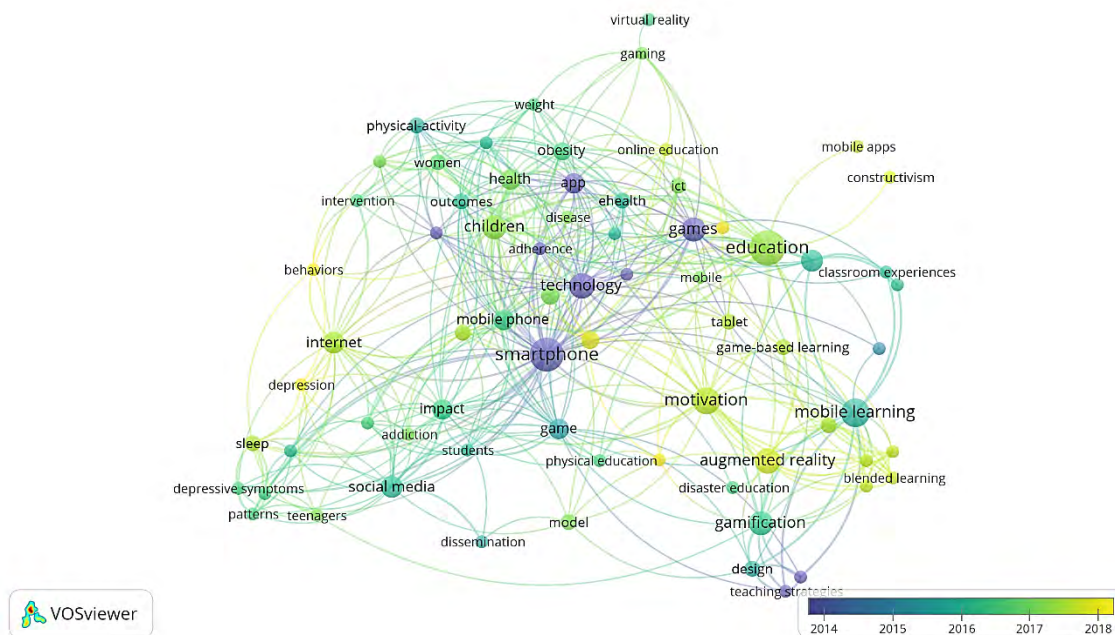 virtual reality
gaming
weight
physical-activity
obesity
online education
mobile apps
women
health
app
ict
constructivism
intervention
outcomes
ehealth
children
disease
games
education
adherence
behaviors
technology
mobile
classroom experiences
mobile phone
tablet
internet
smartphone
game-based learning
depression
motivation
impact
mobile learning
addiction
game
sleep
students
physical education
augmented reality
depressive symptoms
social media
disaster education
blended learning
patterns
teenagers
model
gamification
dissemination
design
teaching strategies
VOSviewer
2014 2015 2016 2017 2018